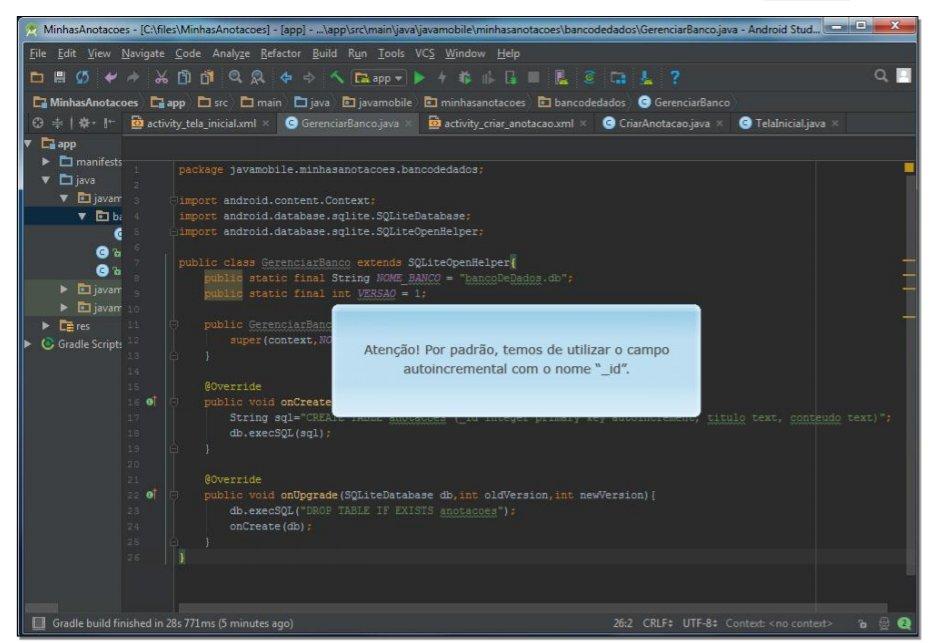 MinhasAnotacoes - [C:\files\MinhasAnotacoes] - [app] - ...\app\src\main\java\javamobile\minhasanotacoes\bancodedados\GerenciarBanco.java - Android Stud...
File Edit View Navigate Code Analyze Refactor Build Run Tools VCS Window Help
app
MinhasAnotacoes app src main java javamobile minhasanotacoes bancodedados GerenciarBanco
activity_tela_inicial.xml GerenciarBanco.java activity_criar_anotacao.xml CriarAnotacao.java TelaInicial.java
app
manifests
java
javam
ba
javam
javam
res
Gradle Scripts
1 package javamobile.minhasanotacoes.bancodedados;
2
3 import android.content.Context;
4 import android.database.sqlite.SQLiteDatabase;
5 import android.database.sqlite.SQLiteOpenHelper;
6
7 public class GerenciarBanco extends SQLiteOpenHelper{
8 public static final String NOME_BANCO = "bancoDeDados.db";
9 public static final int VERSAO = 1;
10
11 public GerenciarBanc
12 super(context,NO
13 }
14
15 @Override
16 public void onCreate
17 String sql="CREATE TABLE anotacoes (_id integer primary key autoincrement, titulo text, conteudo text)";
18 db.execSQL(sql);
19 }
20
21 @Override
22 public void onUpgrade(SQLiteDatabase db,int oldVersion,int newVersion){
23 db.execSQL("DROP TABLE IF EXISTS anotacoes");
24 onCreate(db);
25 }
26 }
Atenção! Por padrão, temos de utilizar o campo
autoincremental com o nome “_id”.
Gradle build finished in 28s 771ms (5 minutes ago) 26:2 CRLF UTF-8 Context: <no context> 2